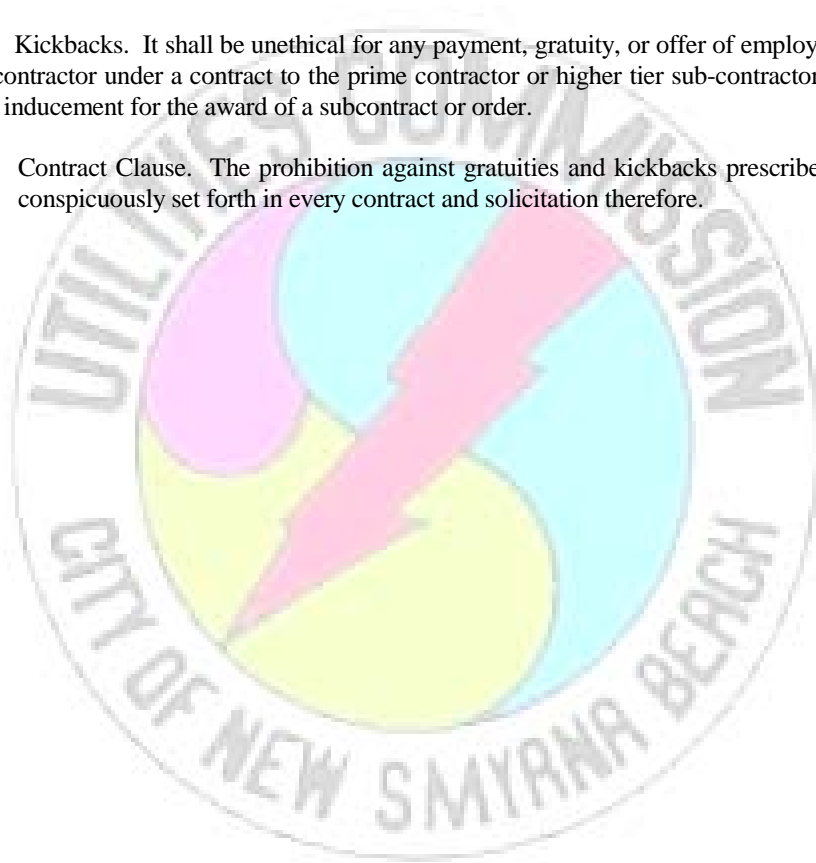 Kickbacks. It shall be unethical for any payment, gratuity, or offer of employ
contractor under a contract to the prime contractor or higher tier sub-contractor
inducement for the award of a subcontract or order.
Contract Clause. The prohibition against gratuities and kickbacks prescribe
conspicuously set forth in every contract and solicitation therefore.
UTILITIES COMMISSION
CITY OF NEW SMYRNA BEACH